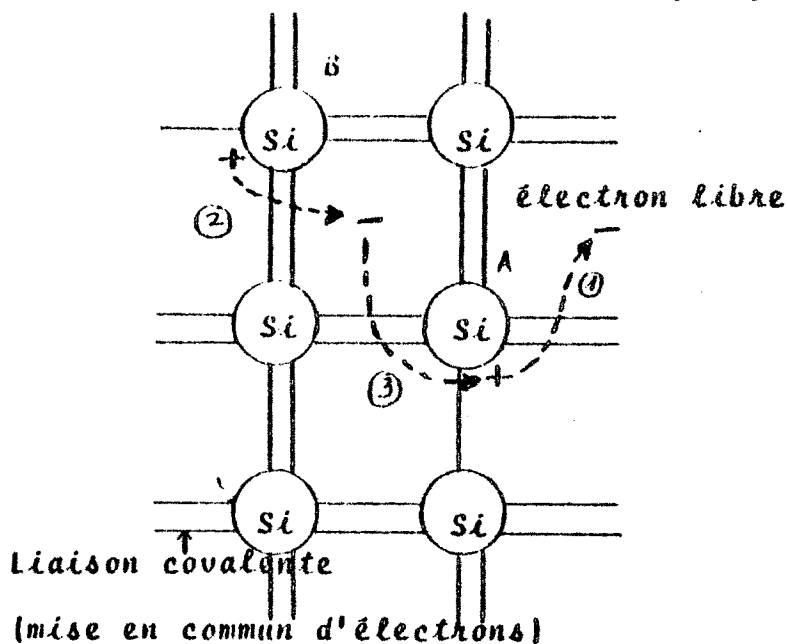 B
Si Si
+
électron libre
② - -
A ①
Si Si
③ +
Si Si
Liaison covalente
(mise en commun d'électrons)